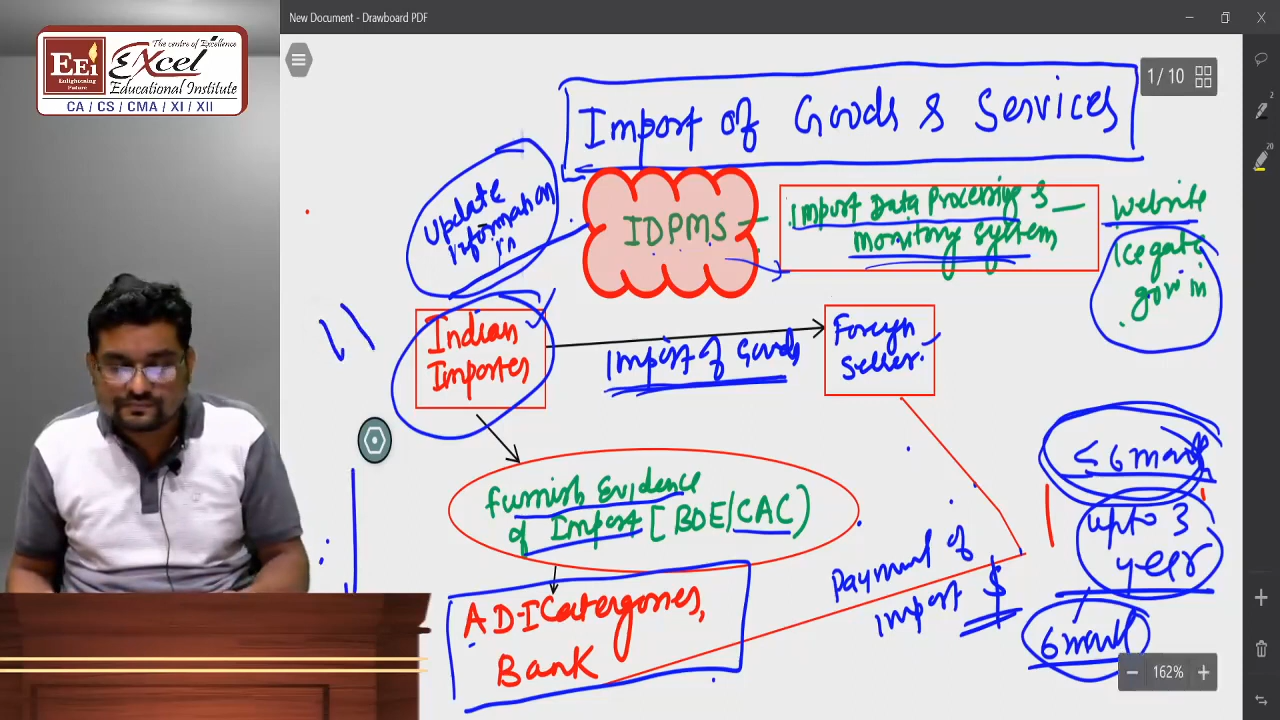 New Document - Drawboard PDF
The centre of Excellence
EEi
Enlightening
Future
Excel
Educational Institute
CA / CS / CMA / XI / XII
1 / 10
Import of Goods & Services
Update
information
in
IDPMS
Import Data Processing &
monitory system
Website
Icegate
gov in
Indian
Importer
Import of Goods
Foreign
Seller
≤ 6 month
upto 3
year
6 month
Furnish Evidence
of Import [BOE/CAC)
Payment of
import $
AD-I Catergories,
Bank
162%